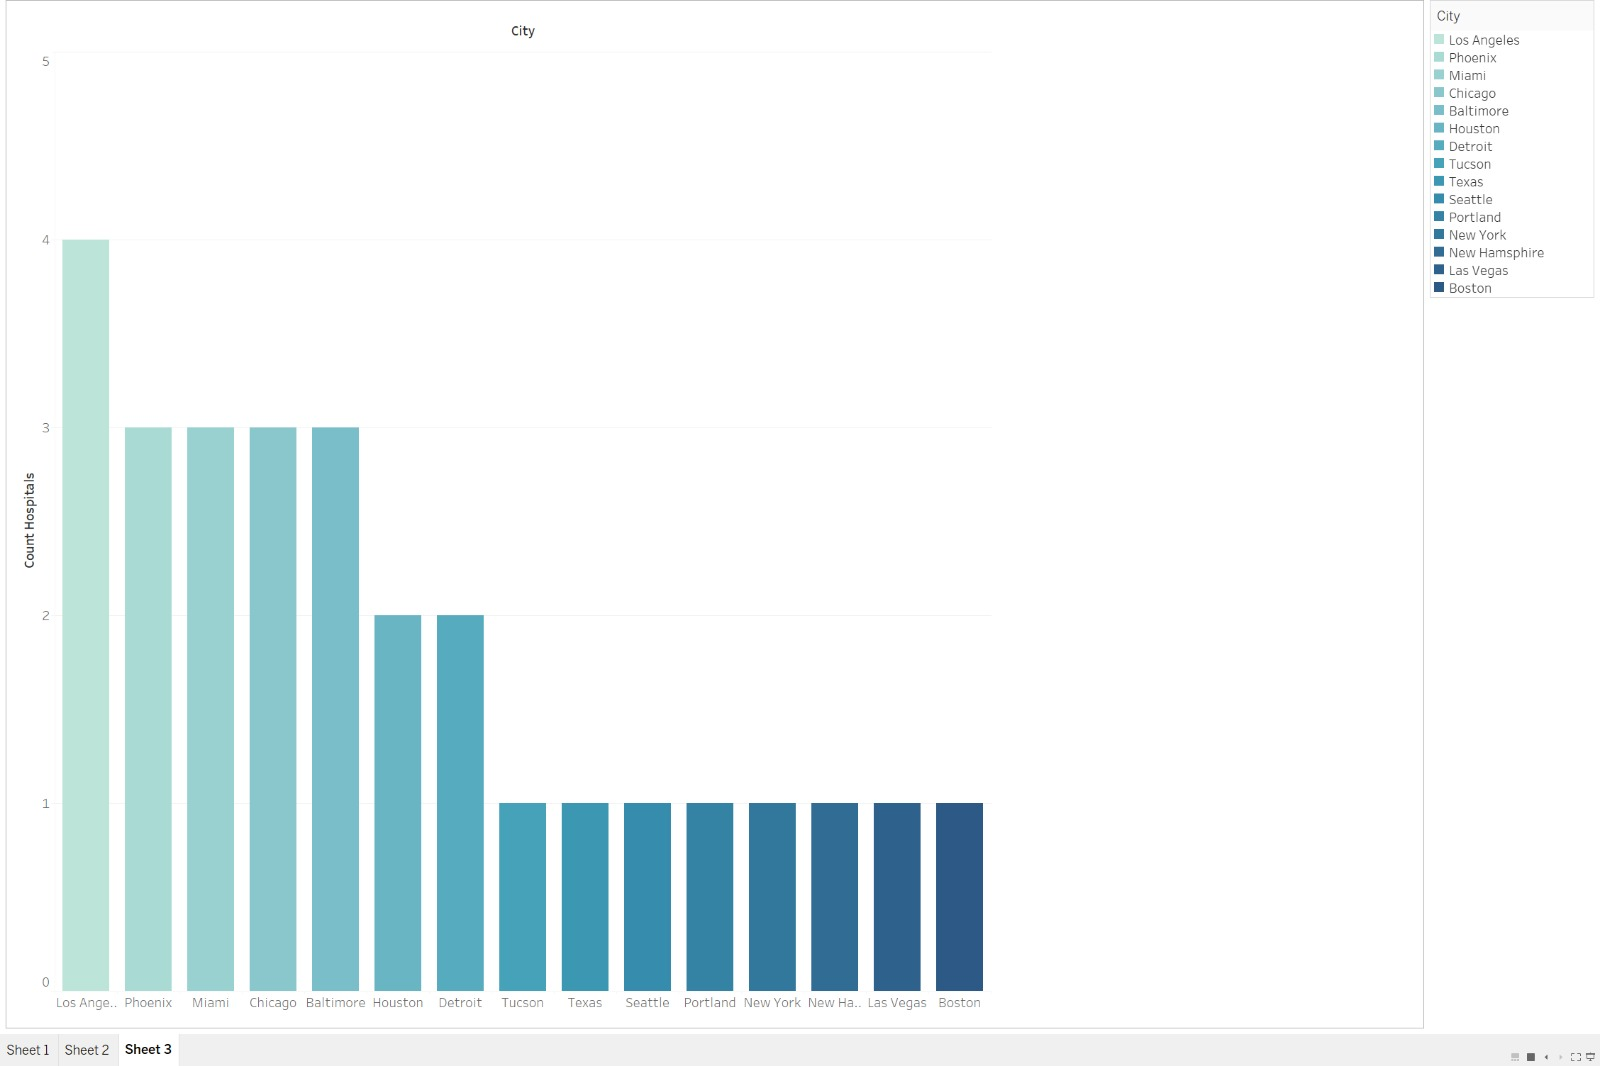 City
5
4
3
2
1
0
Count Hospitals
Los Ange.. Phoenix Miami Chicago Baltimore Houston Detroit Tucson Texas Seattle Portland New York New Ha.. Las Vegas Boston
City
Los Angeles
Phoenix
Miami
Chicago
Baltimore
Houston
Detroit
Tucson
Texas
Seattle
Portland
New York
New Hamsphire
Las Vegas
Boston
Sheet 1 Sheet 2 Sheet 3